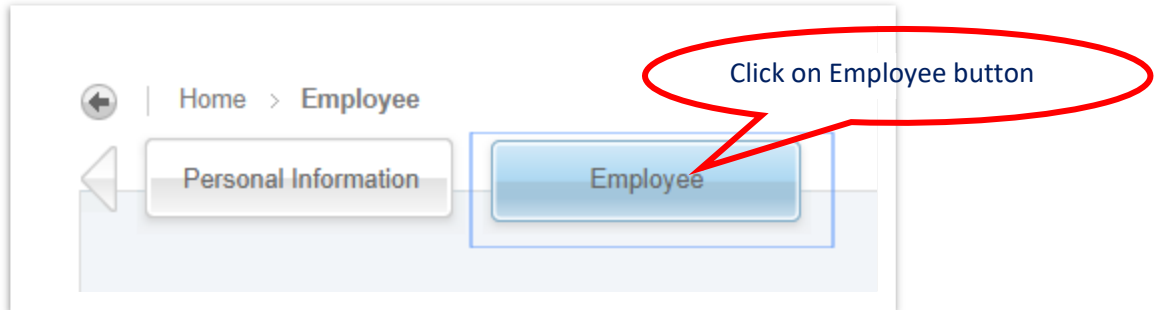 Click on Employee button
Home > Employee
Personal Information
Employee